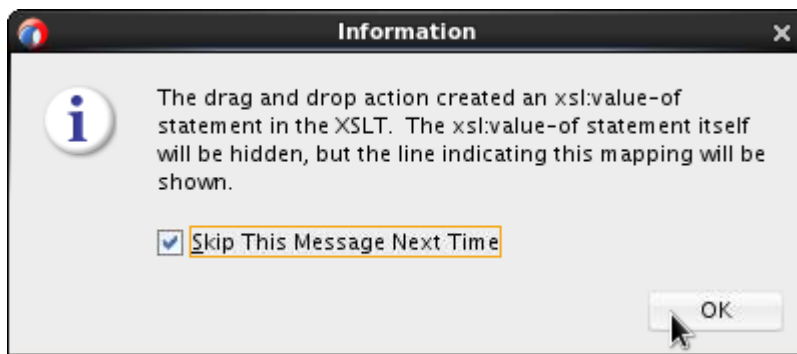 Information
The drag and drop action created an xsl:value-of
statement in the XSLT.  The xsl:value-of statement itself
will be hidden, but the line indicating this mapping will be
shown.
Skip This Message Next Time
OK